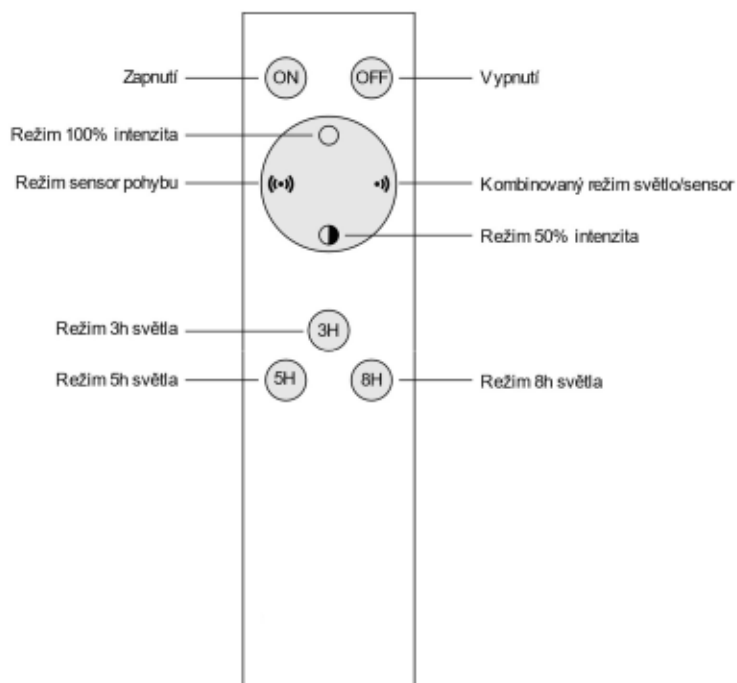 Zapnutí
ON
OFF
Vypnutí
Režim 100% intenzita
Režim sensor pohybu
Kombinovaný režim světlo/sensor
Režim 50% intenzita
Režim 3h světla
3H
Režim 5h světla
5H
8H
Režim 8h světla